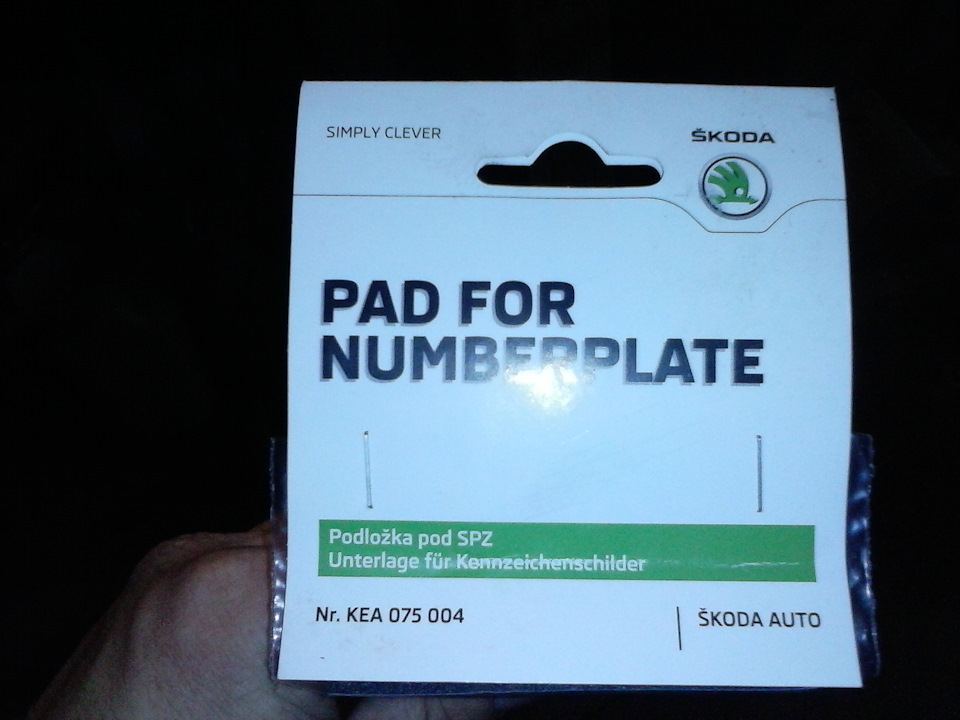 SIMPLY CLEVER
ŠKODA
PAD FOR
NUMBERPLATE
Podložka pod SPZ
Unterlage für Kennzeichenschilder
Nr. KEA 075 004
ŠKODA AUTO